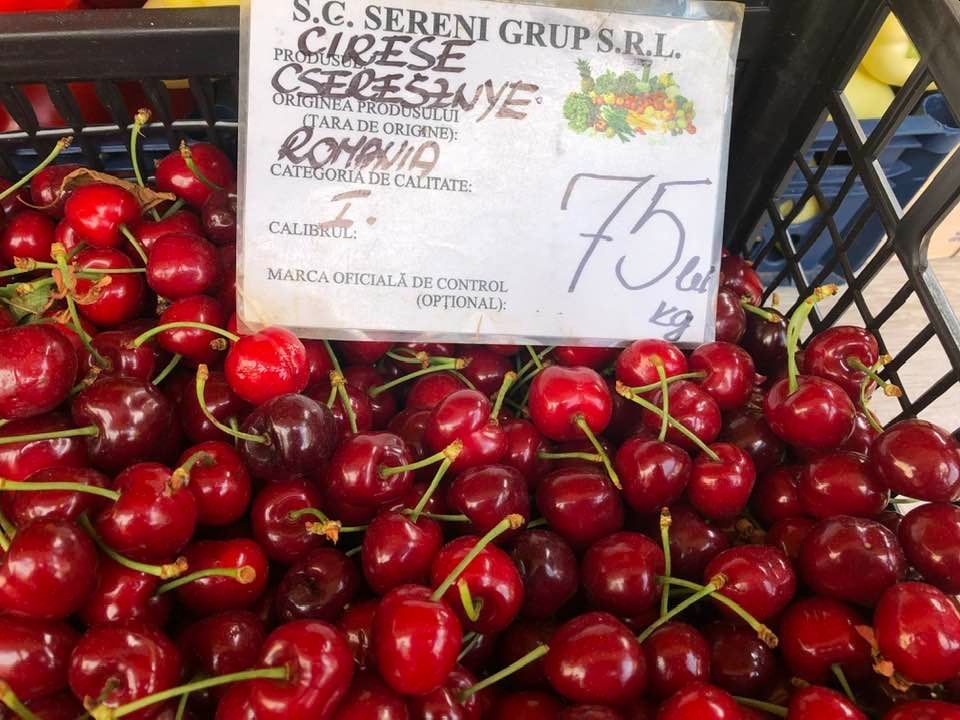 S.C. SERENI GRUP S.R.L.
PRODUSUL
CIREȘE
CSERESZNYE
ORIGINEA PRODUSULUI
(TARA DE ORIGINE):
ROMANIA
CATEGORIA DE CALITATE:
I.
CALIBRUL:
MARCA OFICIALĂ DE CONTROL
(OPȚIONAL):
75 lei
kg